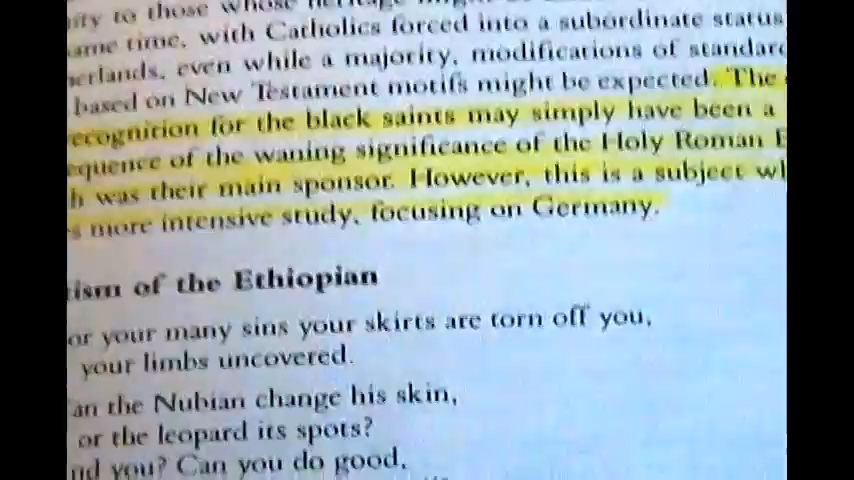 ity to those whose heritage might be
ame time, with Catholics forced into a subordinate status
herlands, even while a majority, modifications of standard
based on New Testament motifs might be expected. The
ecognition for the black saints may simply have been a
equence of the waning significance of the Holy Roman E
h was their main sponsor. However, this is a subject wh
s more intensive study, focusing on Germany.
tism of the Ethiopian
or your many sins your skirts are torn off you,
your limbs uncovered.
an the Nubian change his skin,
or the leopard its spots?
nd you? Can you do good,